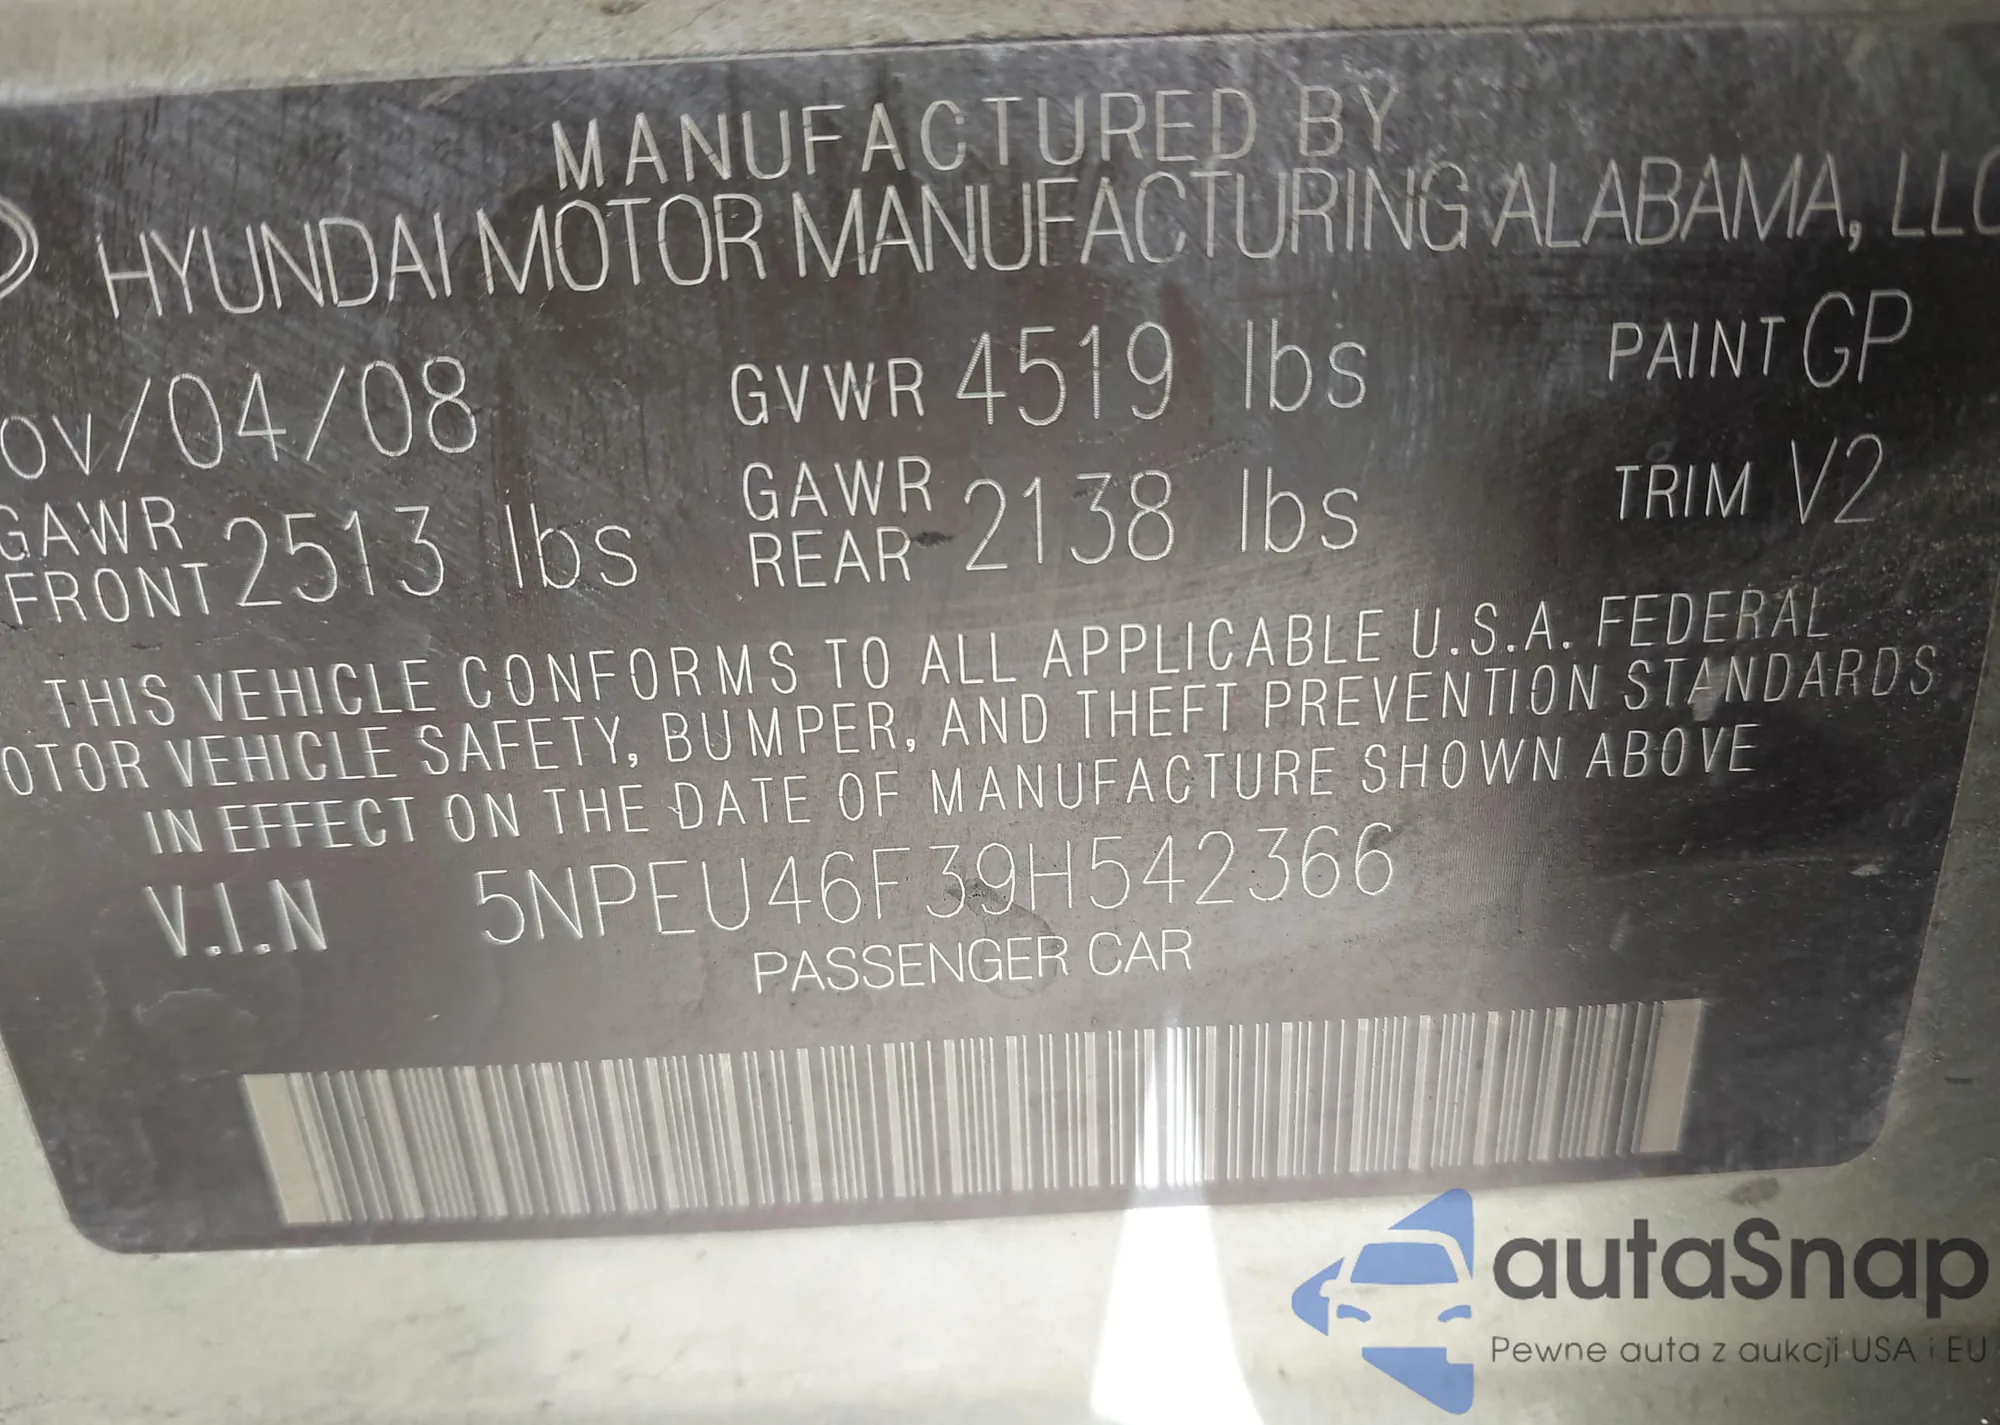 MANUFACTURED BY
HYUNDAI MOTOR MANUFACTURING ALABAMA, LLC
OV/04/08 GVWR 4519 lbs PAINT GP
GAWR FRONT 2513 lbs GAWR REAR 2138 lbs TRIM V2
THIS VEHICLE CONFORMS TO ALL APPLICABLE U.S.A. FEDERAL
OTOR VEHICLE SAFETY, BUMPER, AND THEFT PREVENTION STANDARDS
IN EFFECT ON THE DATE OF MANUFACTURE SHOWN ABOVE
V.I.N 5NPEU46F39H542366
PASSENGER CAR
autaSnap
Pewne auta z aukcji USA i EU